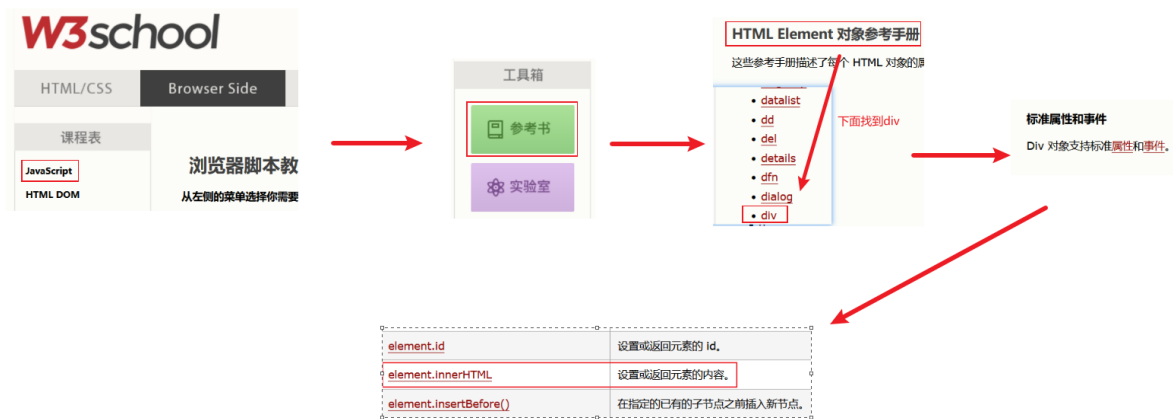 W3school
HTML/CSS
Browser Side
课程表
JavaScript
HTML DOM
浏览器脚本教
从左侧的菜单选择你需要
工具箱
参考书
实验室
HTML Element 对象参考手册
这些参考手册描述了每个 HTML 对象的属
datalist
dd
del
details
dfn
dialog
div
下面找到div
标准属性和事件
Div 对象支持标准属性和事件。
element.id 设置或返回元素的 id。
element.innerHTML 设置或返回元素的内容。
element.insertBefore() 在指定的已有的子节点之前插入新节点。